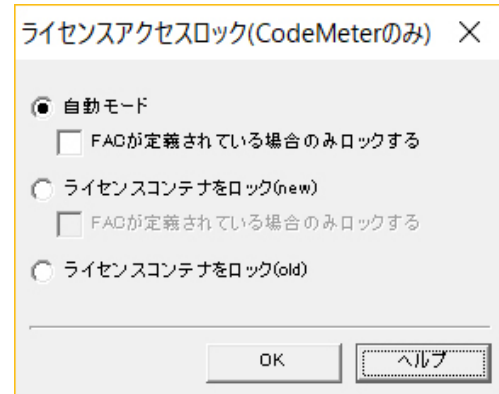 ライセンスアクセスロック(CodeMeterのみ)
自動モード
FACが定義されている場合のみロックする
ライセンスコンテナをロック(new)
FACが定義されている場合のみロックする
ライセンスコンテナをロック(old)
OK
ヘルプ